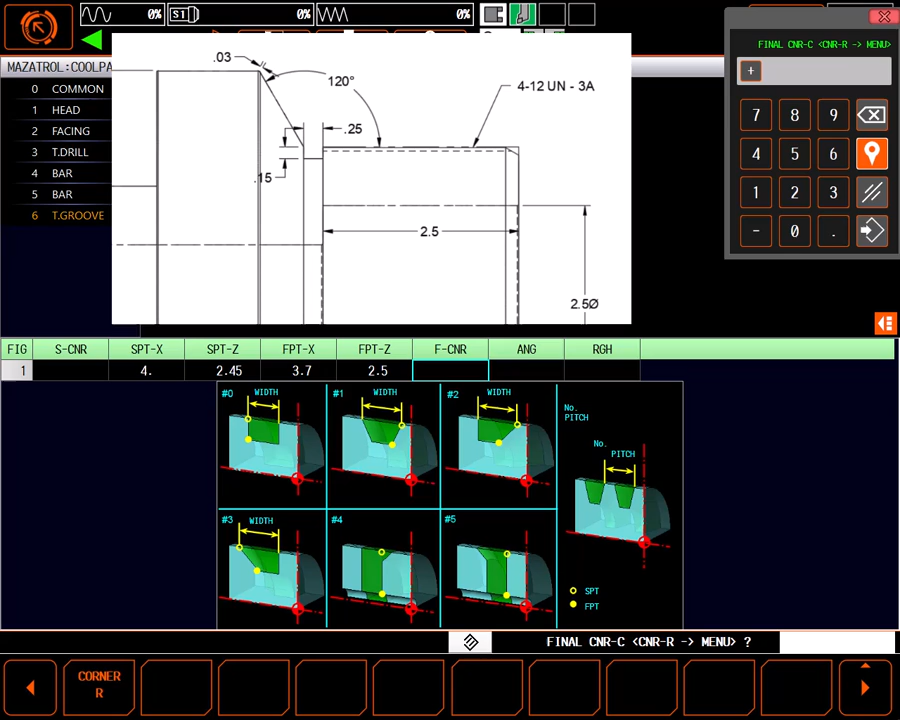 0%
S1
0%
0%
MAZATROL:COOLPA
0 COMMON
1 HEAD
2 FACING
3 T.DRILL
4 BAR
5 BAR
6 T.GROOVE
.03
120°
4-12 UN - 3A
.25
.15
2.5
2.5Ø
FINAL CNR-C <CNR-R -> MENU>
+
7 8 9
4 5 6
1 2 3
- 0 .
FIG S-CNR SPT-X SPT-Z FPT-X FPT-Z F-CNR ANG RGH
1 4. 2.45 3.7 2.5
#0 WIDTH
#1 WIDTH
#2 WIDTH
No.
PITCH
No.
PITCH
#3 WIDTH
#4
#5
SPT
FPT
FINAL CNR-C <CNR-R -> MENU> ?
CORNER
R